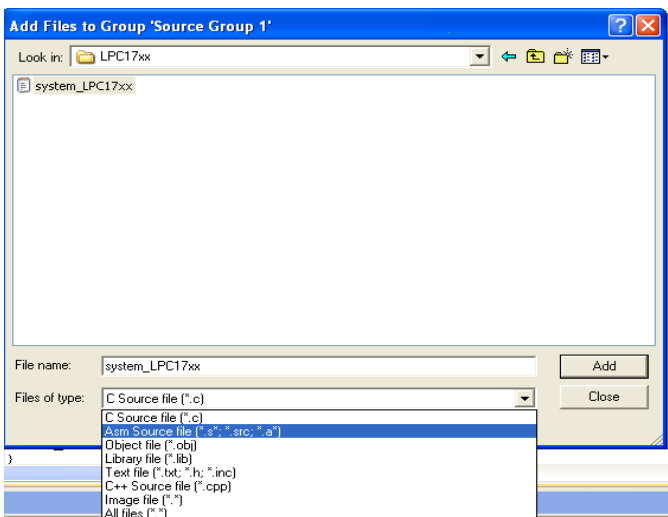 Add Files to Group 'Source Group 1'
Look in: LPC17xx
system_LPC17xx
File name: system_LPC17xx Add
Files of type: C Source file (*.c) Close
C Source file (*.c)
Asm Source file (*.s*; *.src; *.a*)
Object file (*.obj)
Library file (*.lib)
Text file (*.txt; *.h; *.inc)
C++ Source file (*.cpp)
Image file (*.*)
All files (*.*)
}